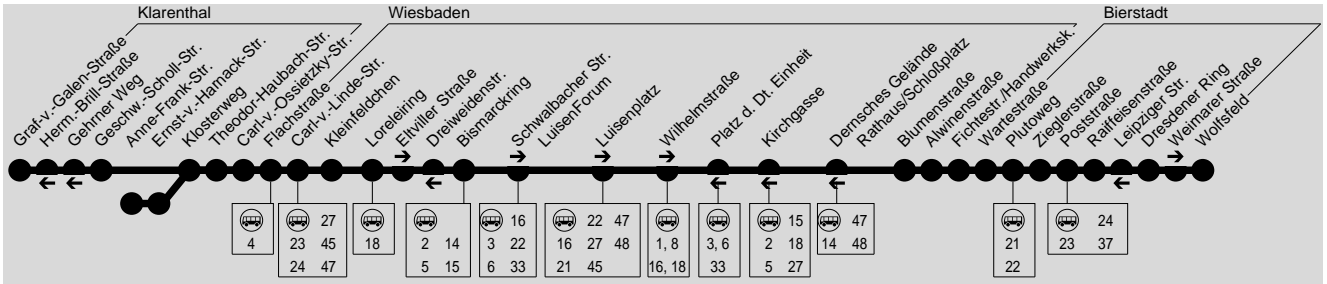 Klarenthal
Wiesbaden
Bierstadt
Graf-v.-Galen-Straße
Herm.-Brill-Straße
Gehrner Weg
Geschw.-Scholl-Str.
Anne-Frank-Str.
Ernst-v.-Harnack-Str.
Klosterweg
Theodor-Haubach-Str.
Carl-v.-Ossietzky-Str.
Flachstraße
Carl-v.-Linde-Str.
Kleinfeldchen
Loreleiring
Eltviller Straße
Dreiweidenstr.
Bismarckring
Schwalbacher Str.
LuisenForum
Luisenplatz
Wilhelmstraße
Platz d. Dt. Einheit
Kirchgasse
Dernsches Gelände
Rathaus/Schloßplatz
Blumenstraße
Alwinenstraße
Fichtestr./Handwerksk.
Wartestraße
Plutoweg
Zieglerstraße
Poststraße
Raiffeisenstraße
Leipziger Str.
Dresdener Ring
Weimarer Straße
Wolfsfeld
4
27
23 45
24 47
18
2 14
5 15
16
3 22
6 33
22 47
16 27 48
21 45
1, 8
16, 18
3, 6
33
15
2 18
5 27
47
14 48
21
22
24
23 37